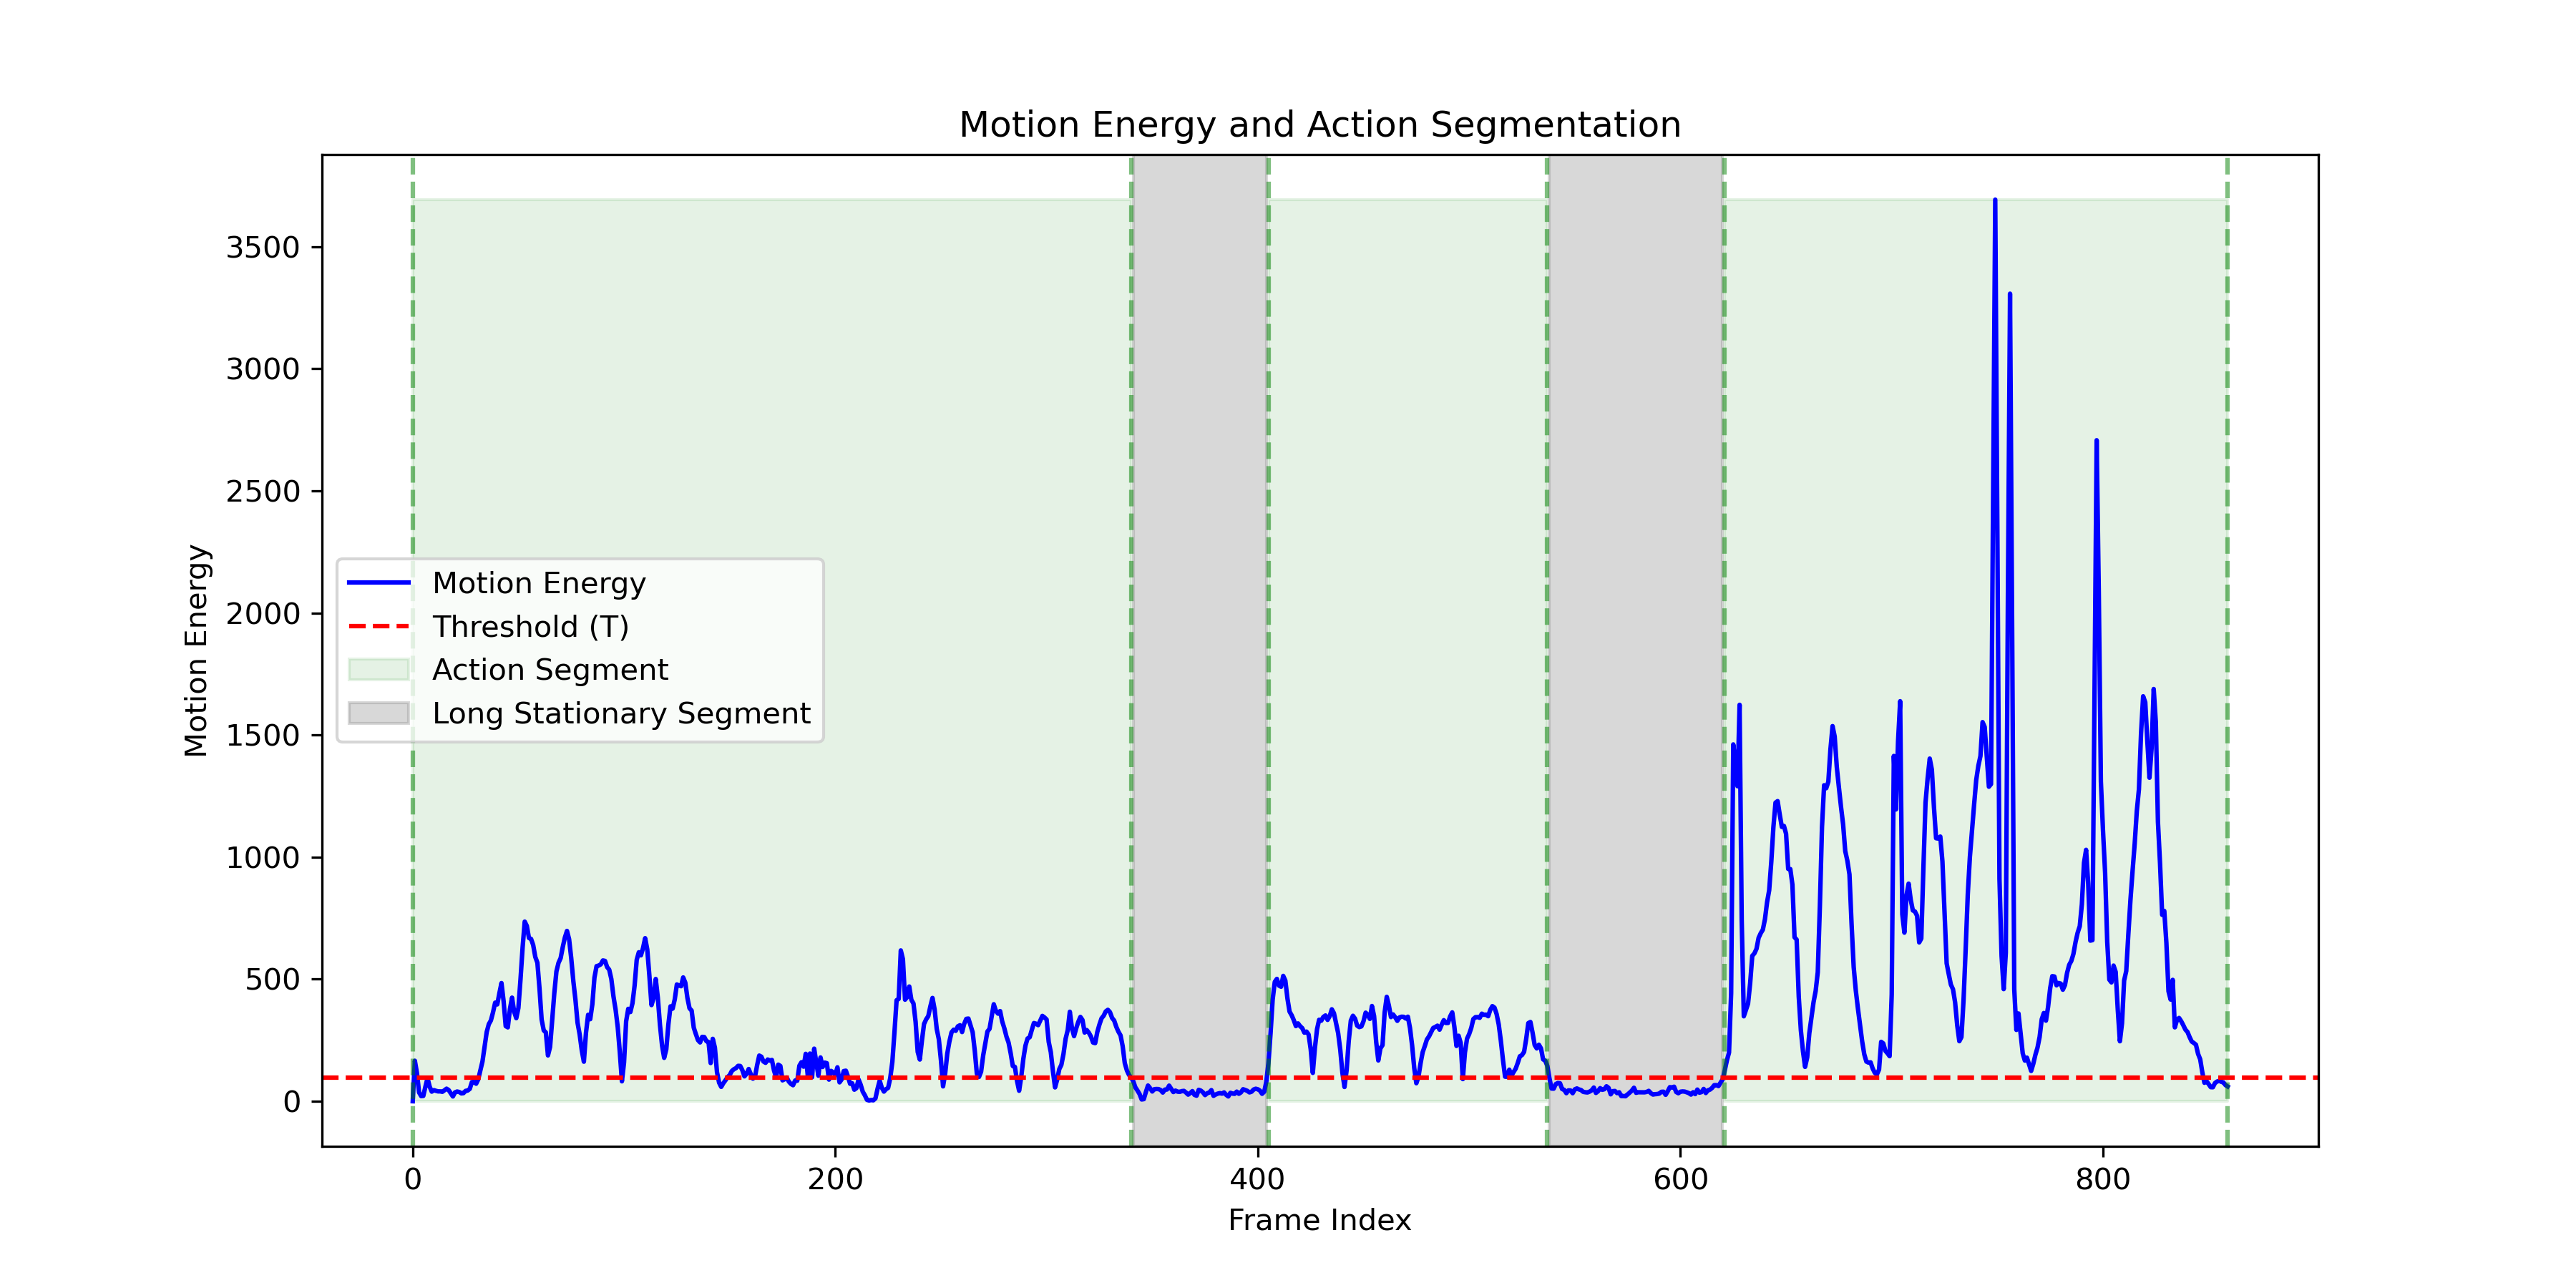 Motion Energy and Action Segmentation
3500
3000
2500
2000
1500
1000
500
0
Motion Energy
Motion Energy
Threshold (T)
Action Segment
Long Stationary Segment
0 200 400 600 800
Frame Index